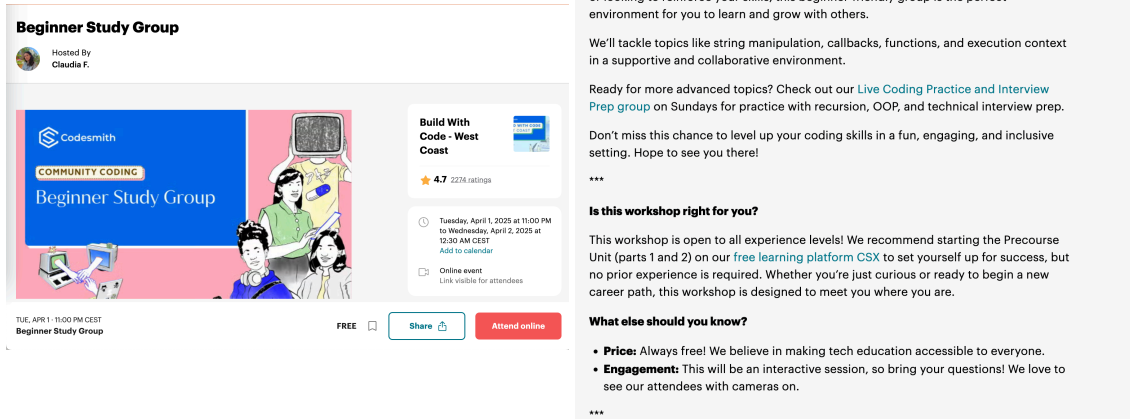 Beginner Study Group
Hosted By
Claudia F.
Codesmith
COMMUNITY CODING
Beginner Study Group
Build With
Code - West
Coast
4.7 2274 ratings
Tuesday, April 1, 2025 at 11:00 PM
to Wednesday, April 2, 2025 at
12:30 AM CEST
Add to calendar
Online event
Link visible for attendees
TUE, APR 1 · 11:00 PM CEST
Beginner Study Group
FREE
Share
Attend online
environment for you to learn and grow with others.
We'll tackle topics like string manipulation, callbacks, functions, and execution context
in a supportive and collaborative environment.
Ready for more advanced topics? Check out our Live Coding Practice and Interview
Prep group on Sundays for practice with recursion, OOP, and technical interview prep.
Don't miss this chance to level up your coding skills in a fun, engaging, and inclusive
setting. Hope to see you there!
***
Is this workshop right for you?
This workshop is open to all experience levels! We recommend starting the Precourse
Unit (parts 1 and 2) on our free learning platform CSX to set yourself up for success, but
no prior experience is required. Whether you're just curious or ready to begin a new
career path, this workshop is designed to meet you where you are.
What else should you know?
• Price: Always free! We believe in making tech education accessible to everyone.
• Engagement: This will be an interactive session, so bring your questions! We love to
see our attendees with cameras on.
***